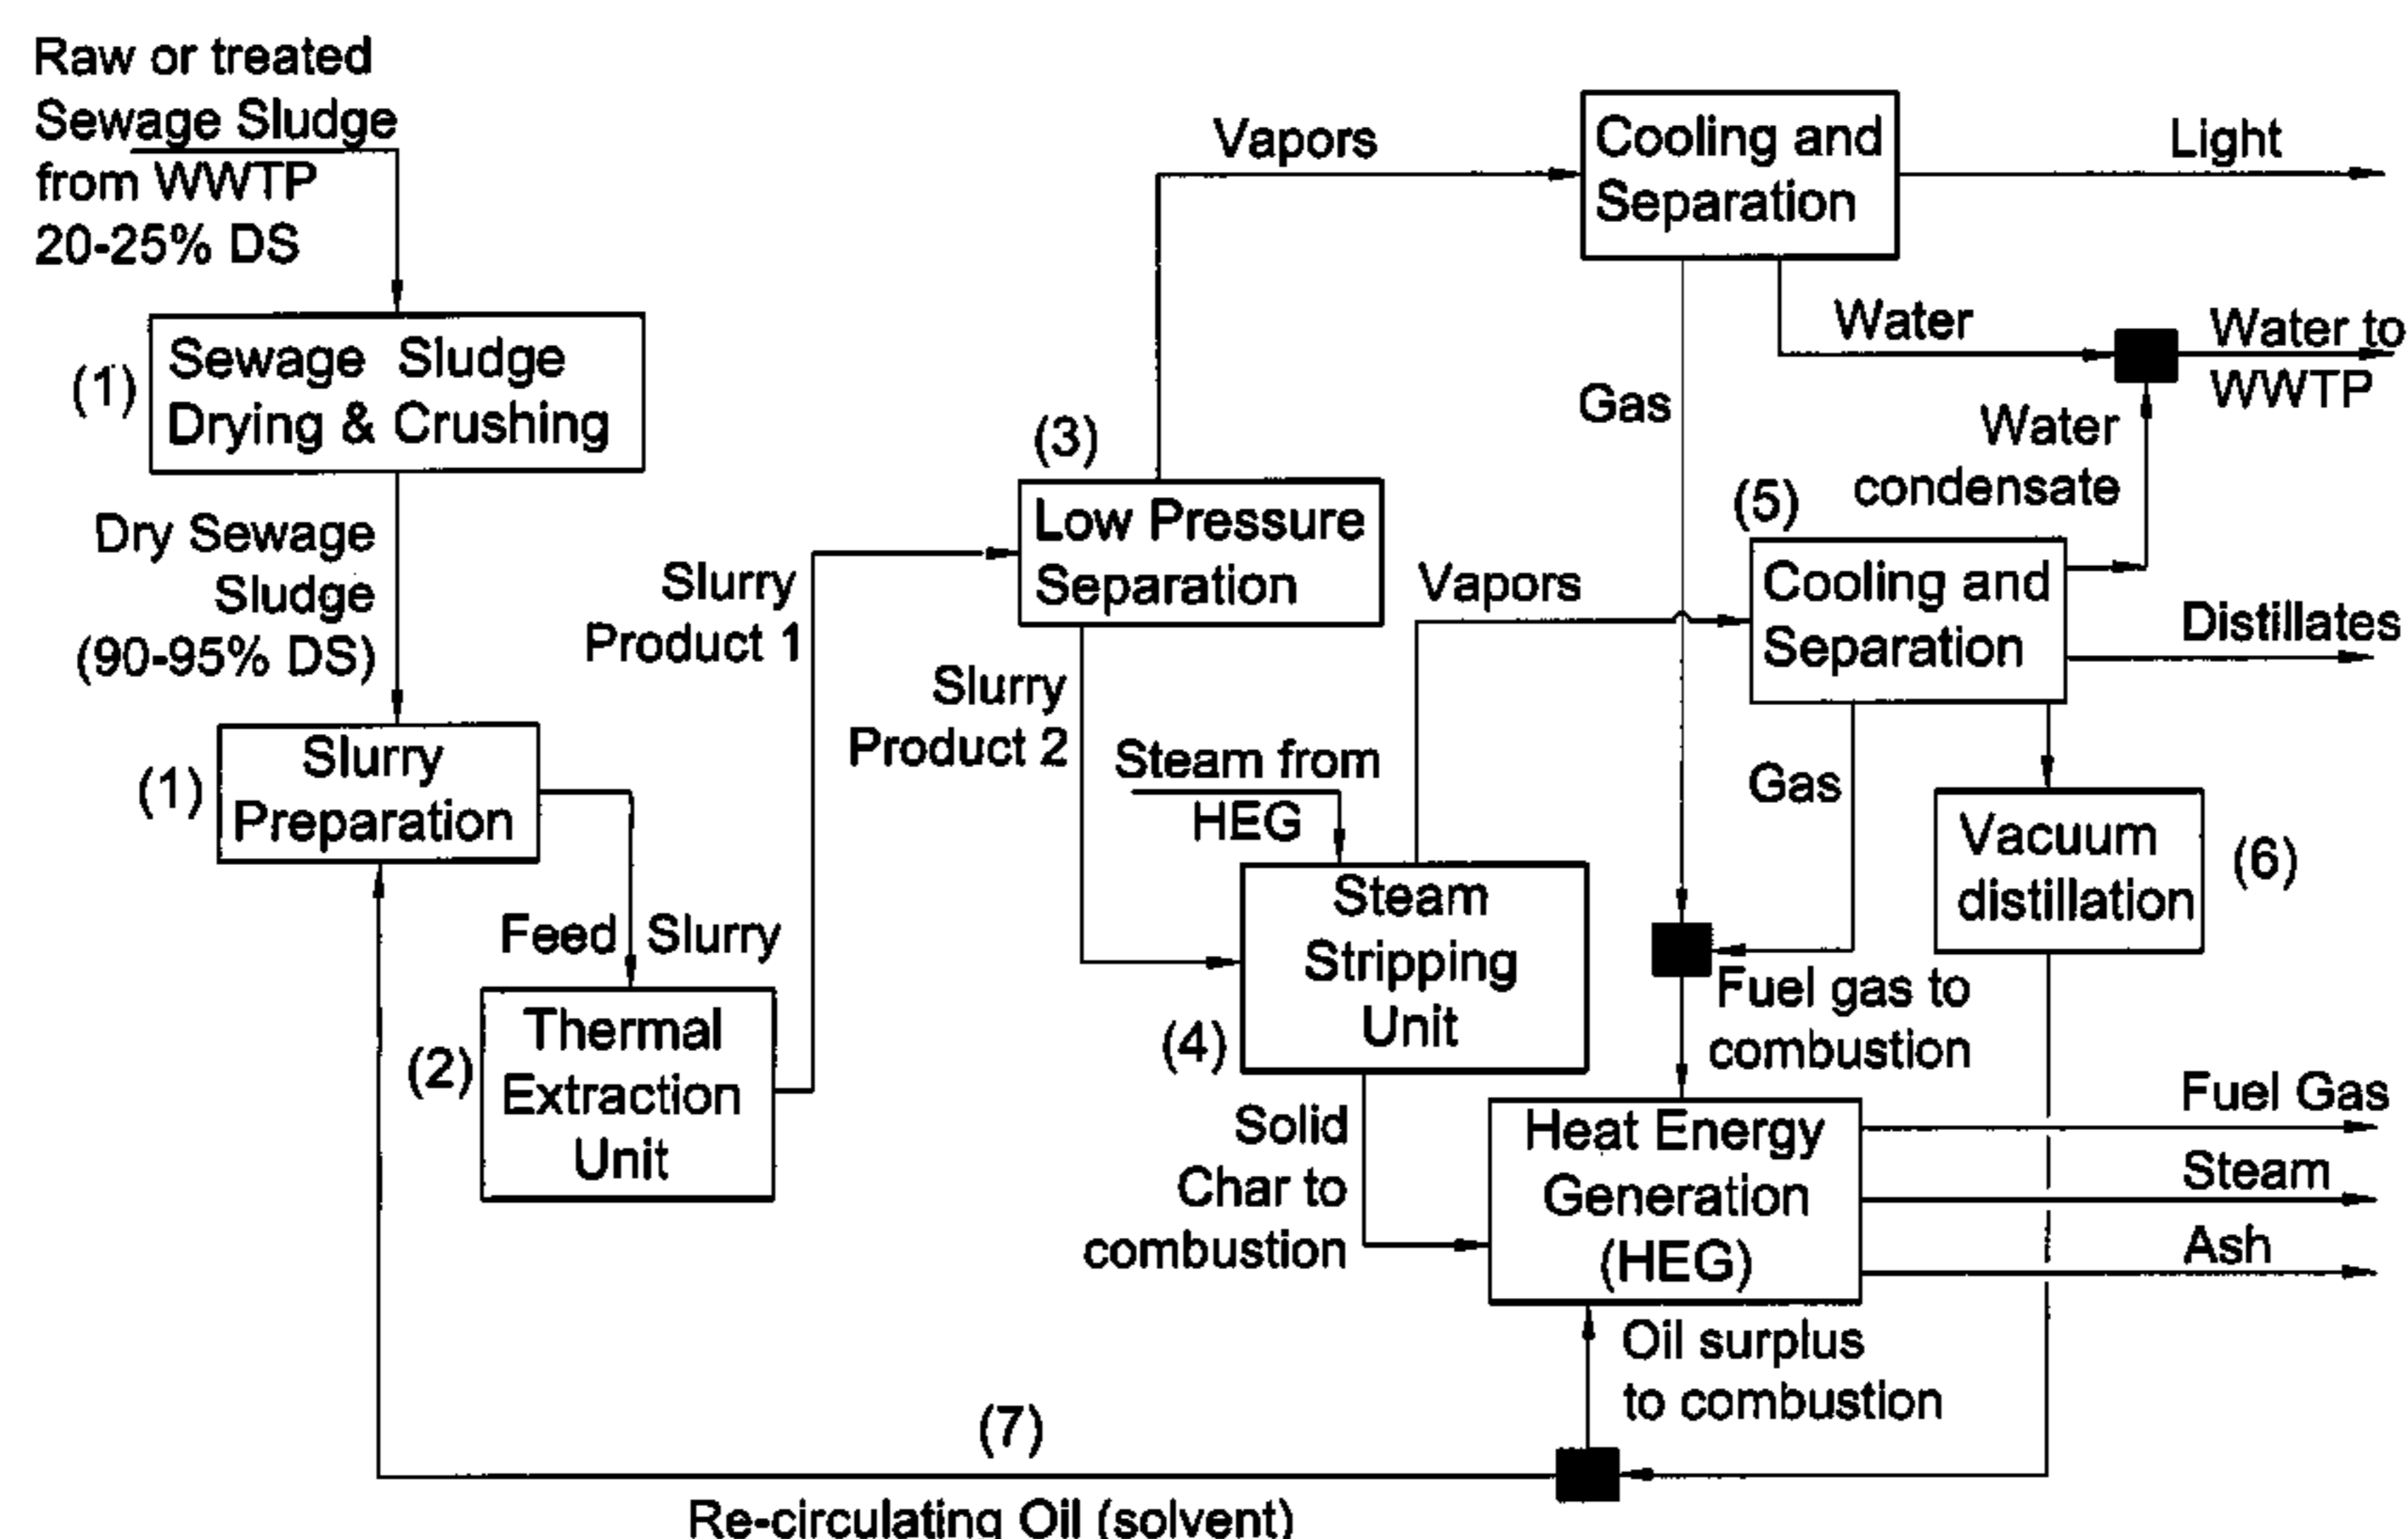 Raw or treated
Sewage Sludge
from WWTP
20-25% DS
(1)
Sewage Sludge
Drying & Crushing
Dry Sewage
Sludge
(90-95% DS)
(1)
Slurry
Preparation
Feed Slurry
(2)
Thermal
Extraction
Unit
Slurry
Product 1
(3)
Low Pressure
Separation
Vapors
Cooling and
Separation
Light
Water
Water to
WWTP
Gas
Water
condensate
Slurry
Product 2
Steam from
HEG
(4)
Steam
Stripping
Unit
Vapors
(5)
Cooling and
Separation
Distillates
Gas
Vacuum
distillation
(6)
Fuel gas to
combustion
Solid
Char to
combustion
Heat Energy
Generation
(HEG)
Fuel Gas
Steam
Ash
Oil surplus
to combustion
(7)
Re-circulating Oil (solvent)